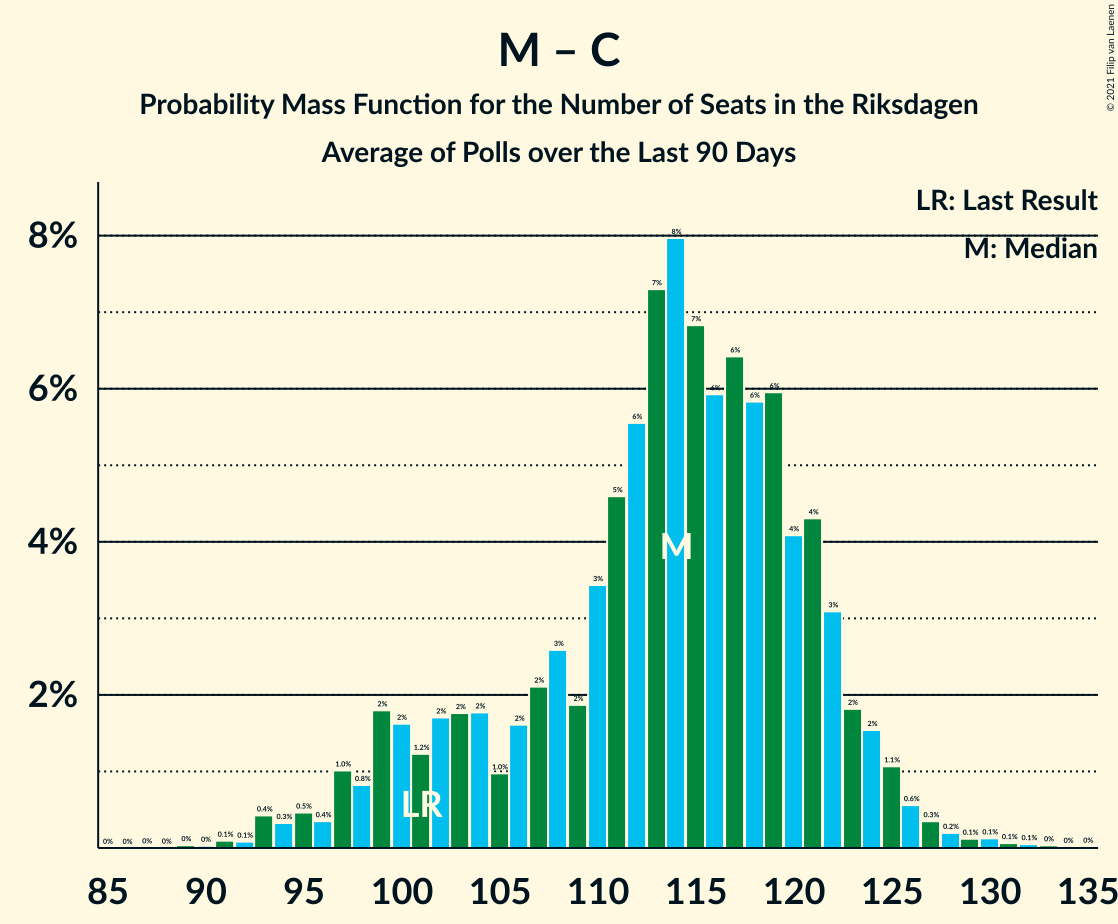 M – C
Probability Mass Function for the Number of Seats in the Riksdagen
Average of Polls over the Last 90 Days
© 2021 Filip van Laenen
LR: Last Result
M: Median
8%
6%
4%
2%
0% 0% 0% 0% 0% 0% 0.1% 0.1% 0.4% 0.3% 0.5% 0.4% 1.0% 0.8% 2% 2% 1.2% 2% 2% 2% 1.0% 2% 2% 3% 2% 3% 5% 6% 7% 8% 7% 6% 6% 6% 6% 4% 4% 3% 2% 2% 1.1% 0.6% 0.3% 0.2% 0.1% 0.1% 0.1% 0.1% 0% 0% 0%
M
LR
85 90 95 100 105 110 115 120 125 130 135